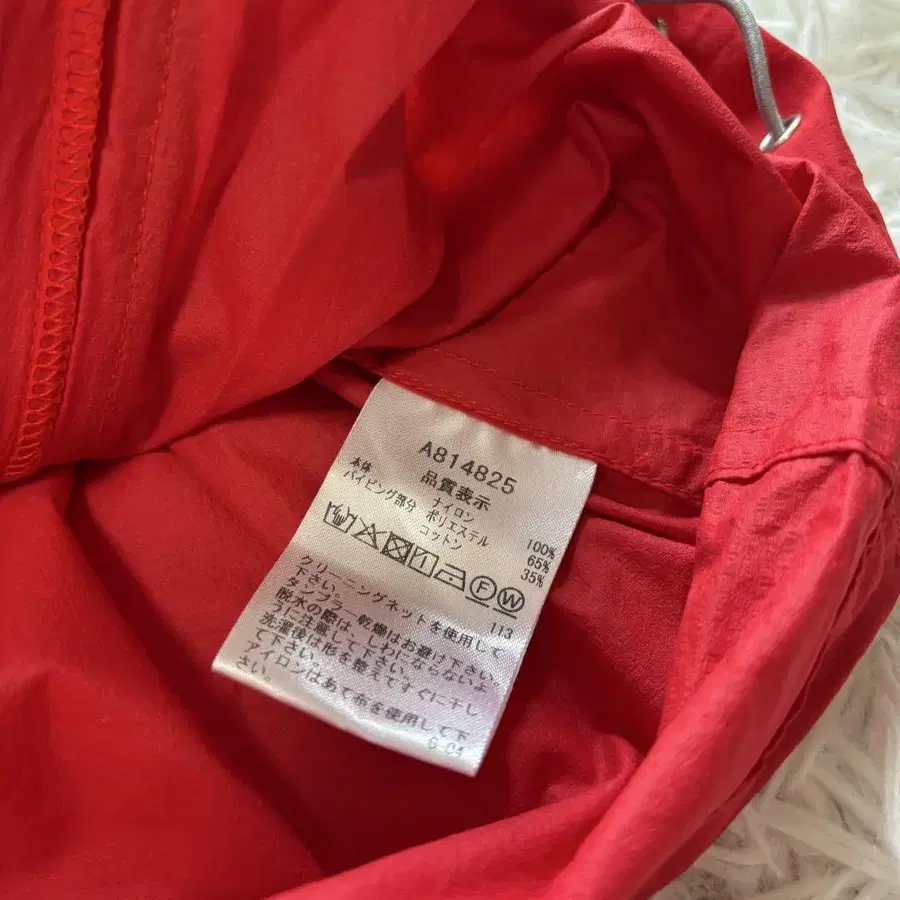 A814825
品質表示
本体 ナイロン 100%
パイピング部分 ポリエステル 65%
コットン 35%
F W
113
クリーニングネットを使用して
下さい。
タンブラー乾燥はお避け下さい。
脱水の際は、しわにならないよ
うに注意して下さい。
洗濯後は形を整えてすぐに干し
て下さい。
アイロンはあて布を使用して下
さい。